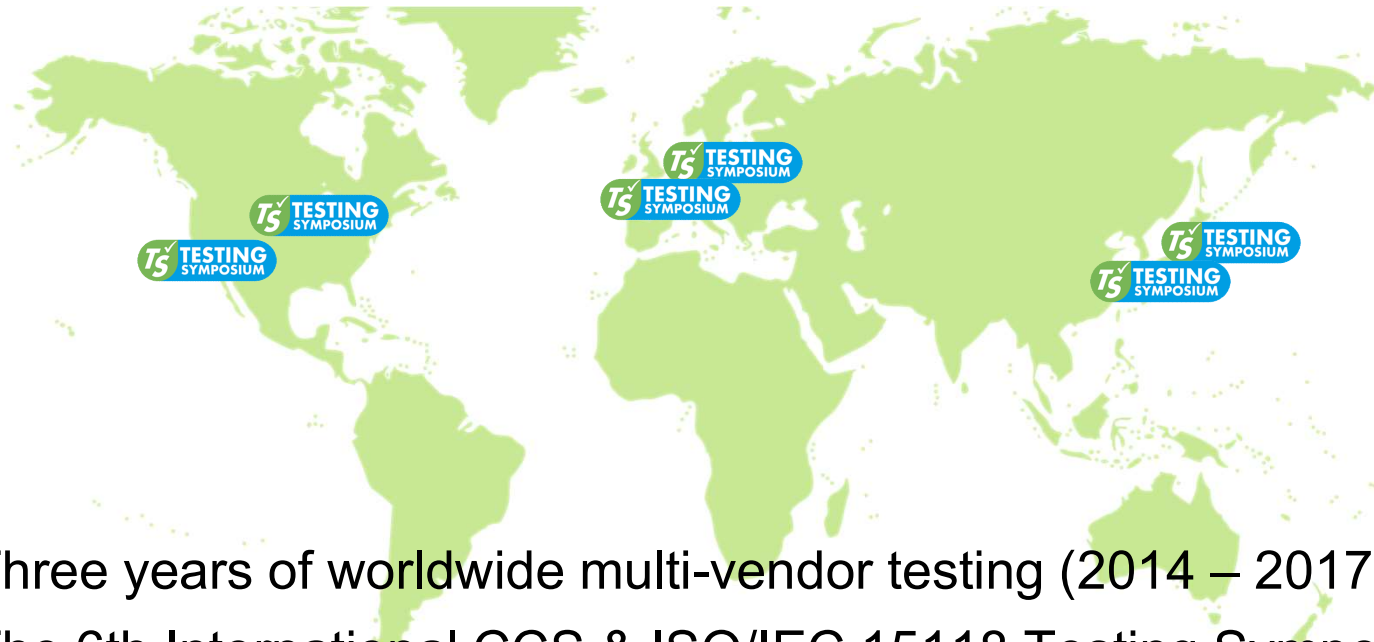 TS TESTING
SYMPOSIUM
TS TESTING
SYMPOSIUM
TS TESTING
SYMPOSIUM
TS TESTING
SYMPOSIUM
TS TESTING
SYMPOSIUM
TS TESTING
SYMPOSIUM
hree years of worldwide multi-vendor testing (2014 – 2017
he 6th International CCS & ISO/IEC 15118 Testing Sympo